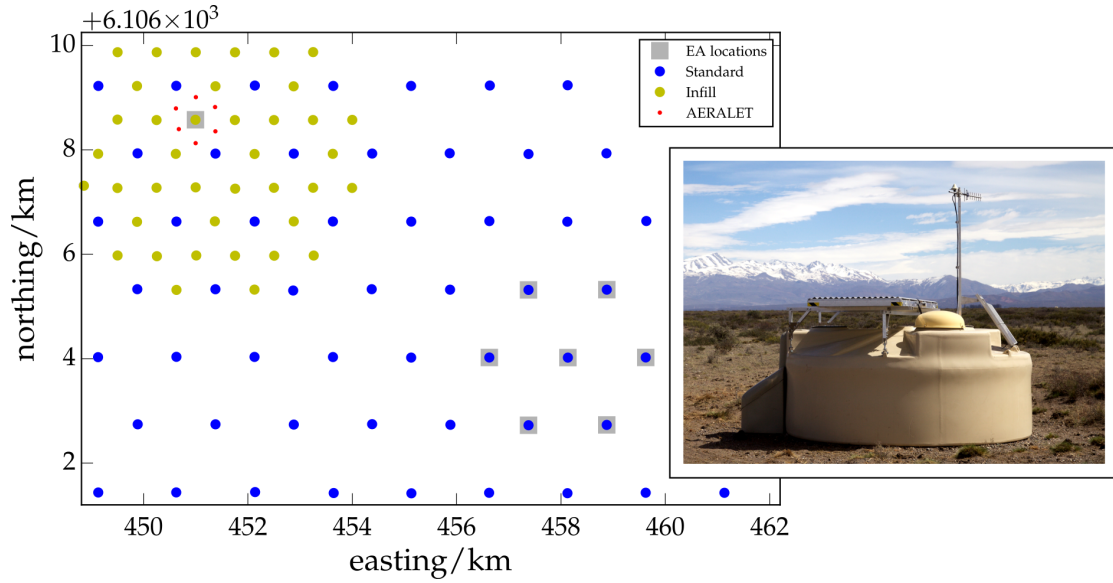 +6.106×10³
10
8
6
4
2
northing/km
450
452
454
456
458
460
462
easting/km
EA locations
Standard
Infill
AERALET